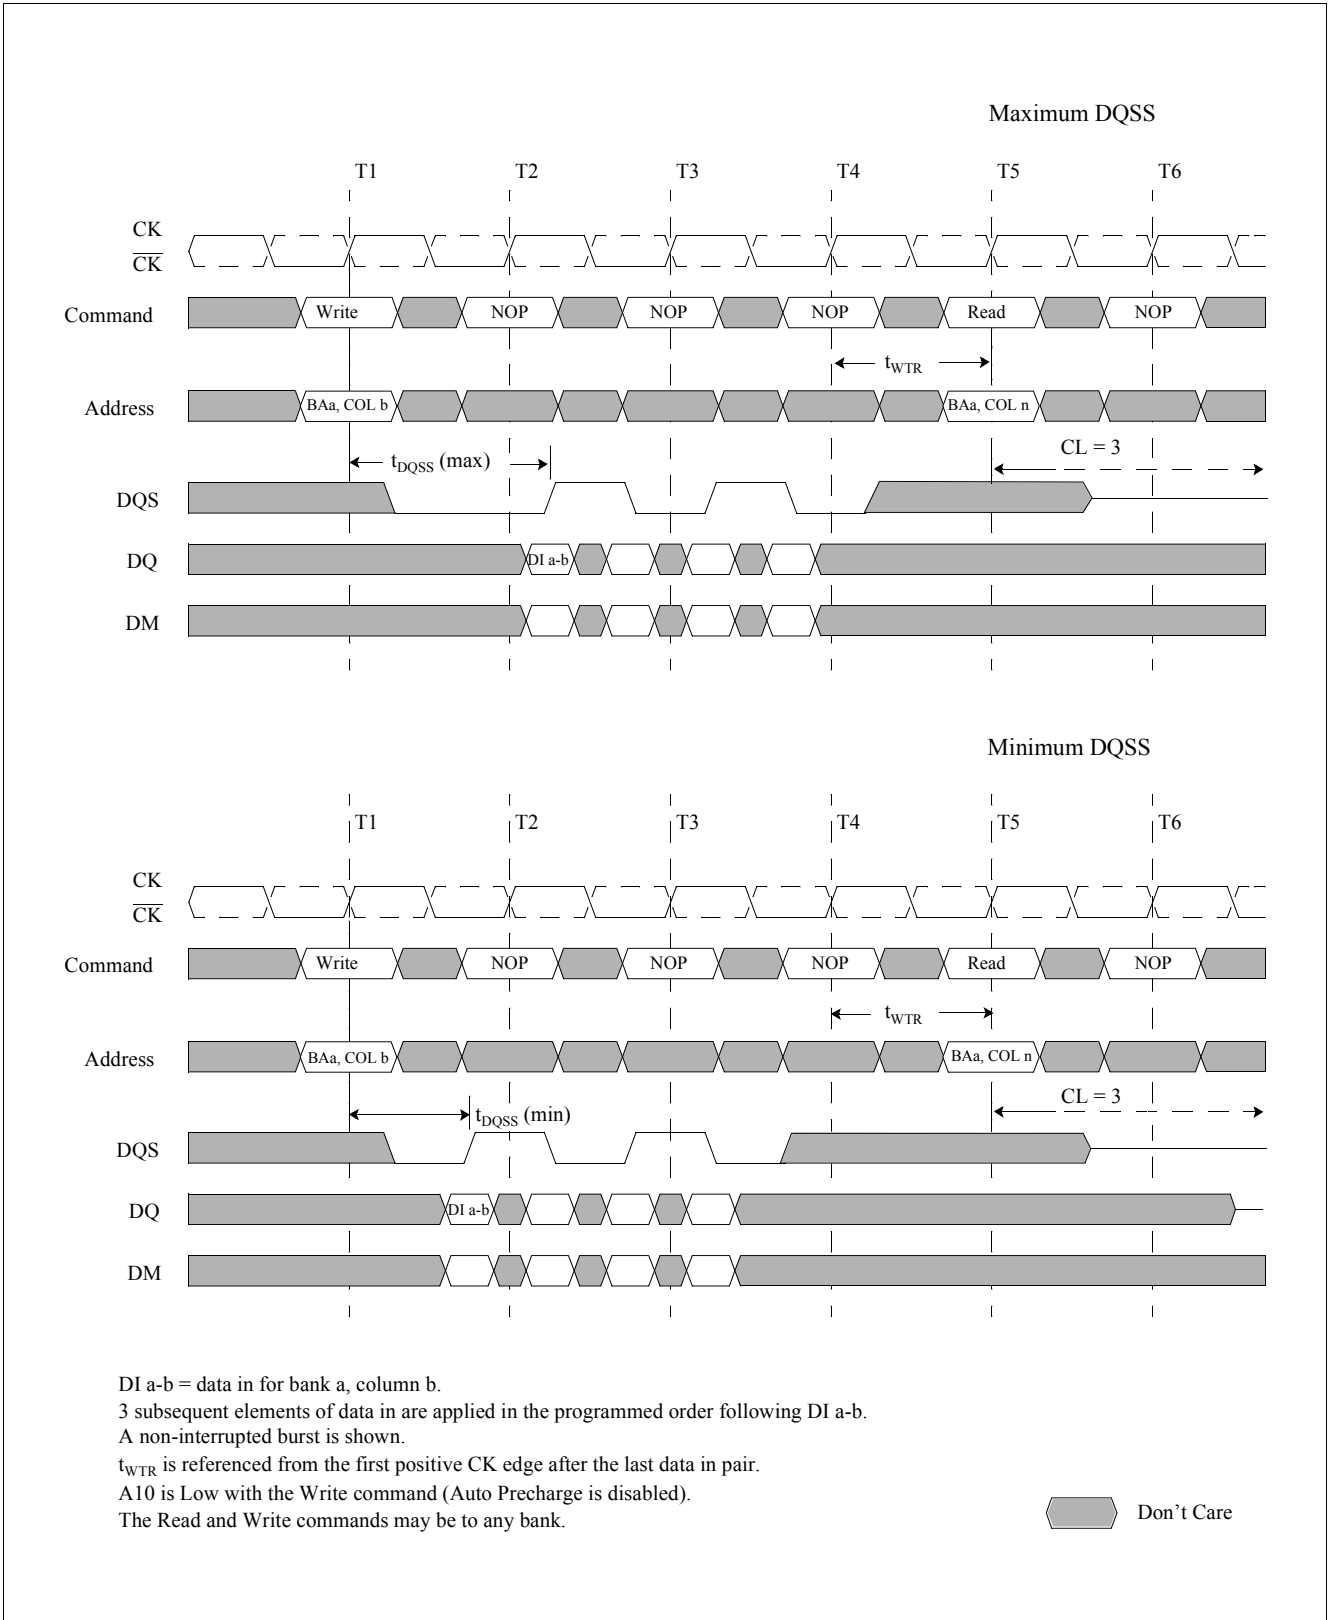 Maximum DQSS
T1 T2 T3 T4 T5 T6
CK
CK
Command Write NOP NOP NOP Read NOP
tWTR
Address BAa, COL b BAa, COL n
tDQSS (max) CL = 3
DQS
DQ DI a-b
DM
Minimum DQSS
T1 T2 T3 T4 T5 T6
CK
CK
Command Write NOP NOP NOP Read NOP
tWTR
Address BAa, COL b BAa, COL n
tDQSS (min) CL = 3
DQS
DQ DI a-b
DM
DI a-b = data in for bank a, column b.
3 subsequent elements of data in are applied in the programmed order following DI a-b.
A non-interrupted burst is shown.
tWTR is referenced from the first positive CK edge after the last data in pair.
A10 is Low with the Write command (Auto Precharge is disabled).
The Read and Write commands may be to any bank.
Don't Care